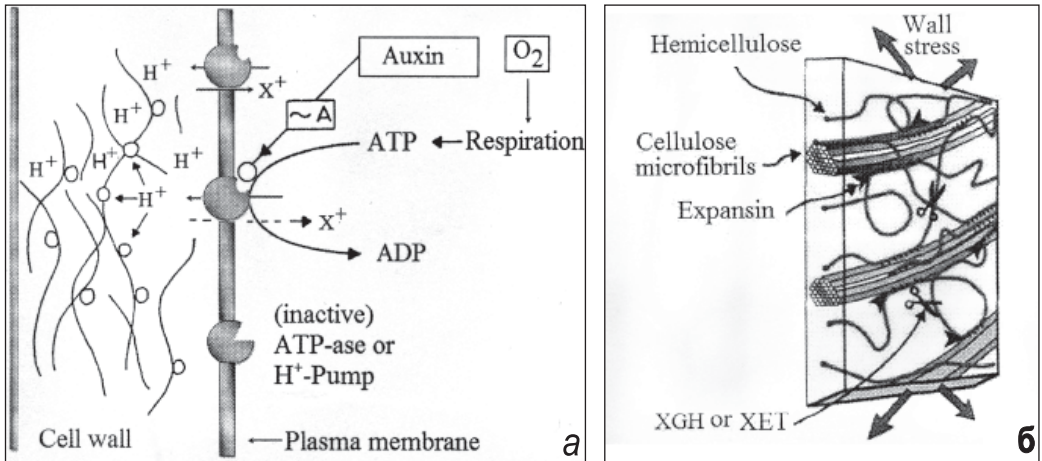 H⁺
H⁺
H⁺
H⁺
H⁺
H⁺
X⁺
Auxin
O₂
~A
ATP
Respiration
X⁺
ADP
(inactive)
ATP-ase or
H⁺-Pump
Cell wall
Plasma membrane
а
Hemicellulose
Wall
stress
Cellulose
microfibrils
Expansin
XGH or XET
б